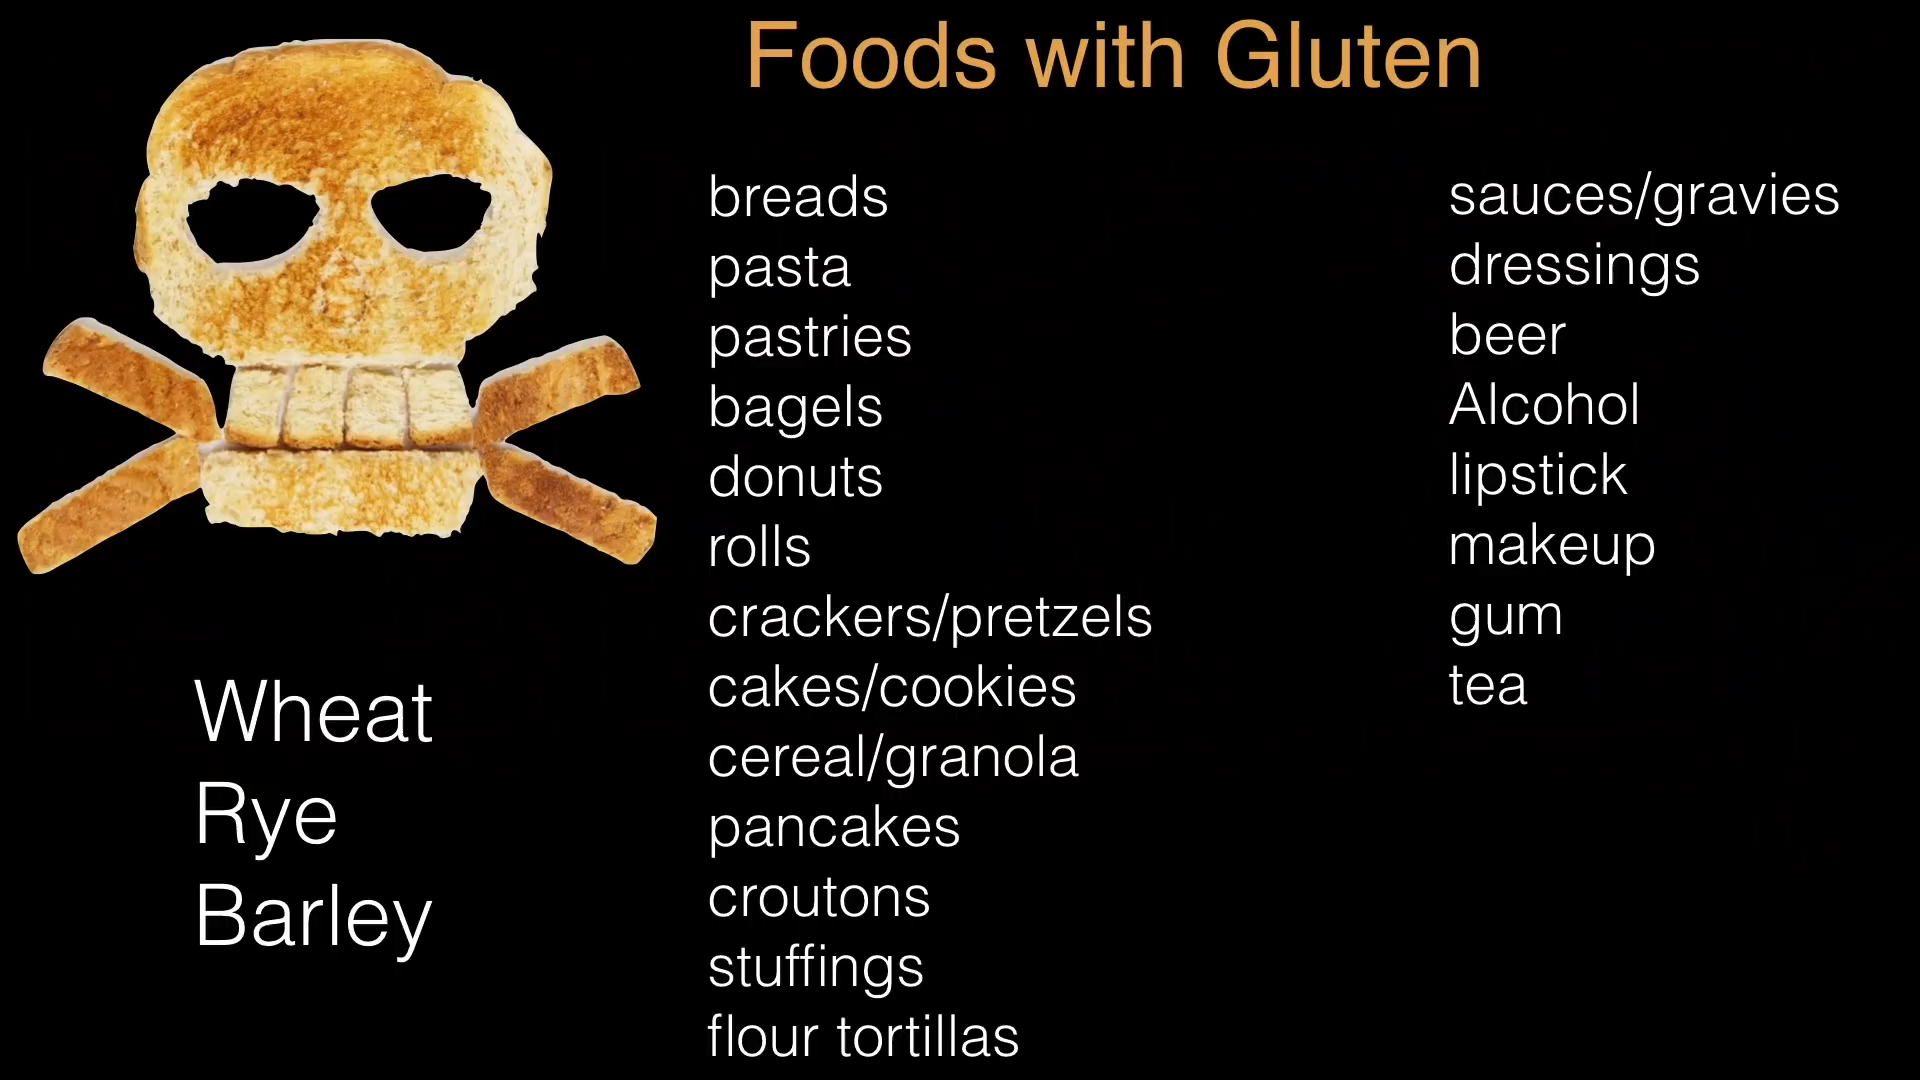 Foods with Gluten
Wheat
Rye
Barley
breads
pasta
pastries
bagels
donuts
rolls
crackers/pretzels
cakes/cookies
cereal/granola
pancakes
croutons
stuffings
flour tortillas
sauces/gravies
dressings
beer
Alcohol
lipstick
makeup
gum
tea